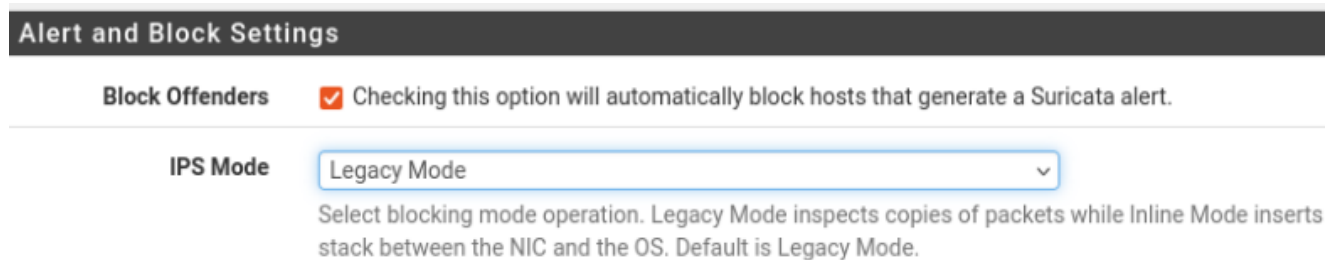 Alert and Block Settings
Block Offenders Checking this option will automatically block hosts that generate a Suricata alert.
IPS Mode Legacy Mode
Select blocking mode operation. Legacy Mode inspects copies of packets while Inline Mode inserts
stack between the NIC and the OS. Default is Legacy Mode.